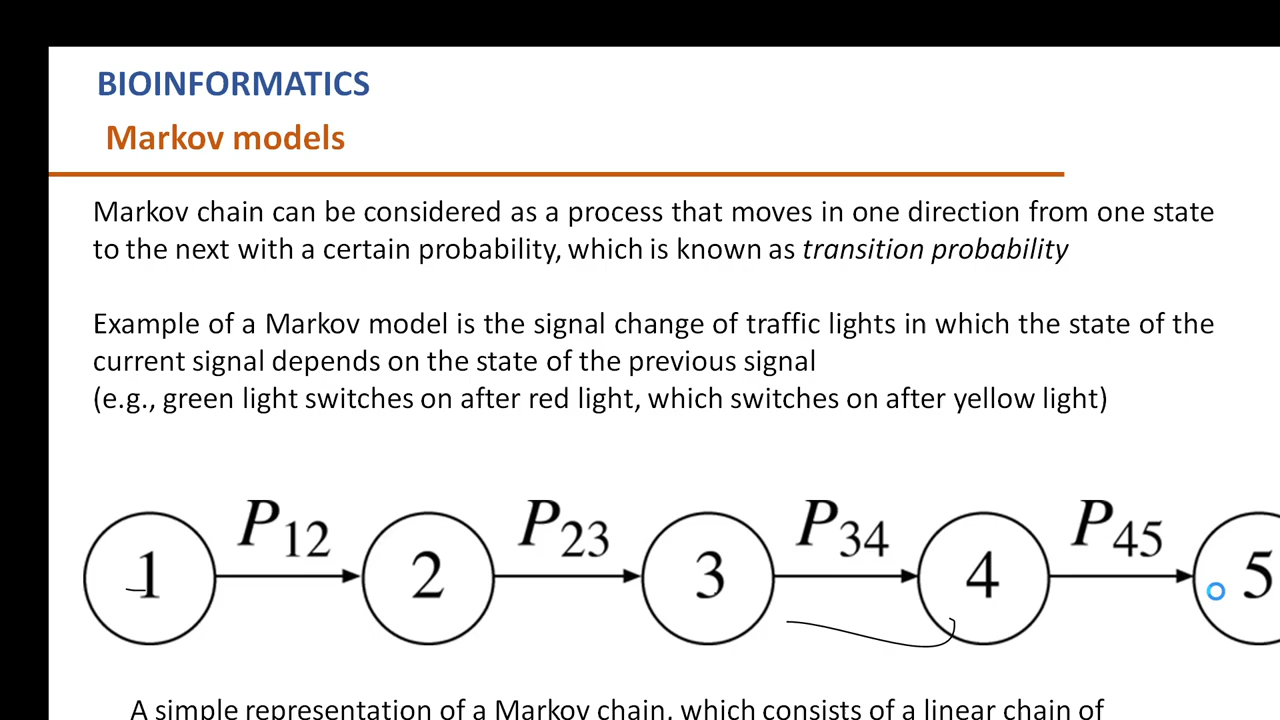 BIOINFORMATICS
Markov models
Markov chain can be considered as a process that moves in one direction from one state
to the next with a certain probability, which is known as transition probability
Example of a Markov model is the signal change of traffic lights in which the state of the
current signal depends on the state of the previous signal
(e.g., green light switches on after red light, which switches on after yellow light)
1 P12 2 P23 3 P34 4 P45 5
A simple representation of a Markov chain, which consists of a linear chain of